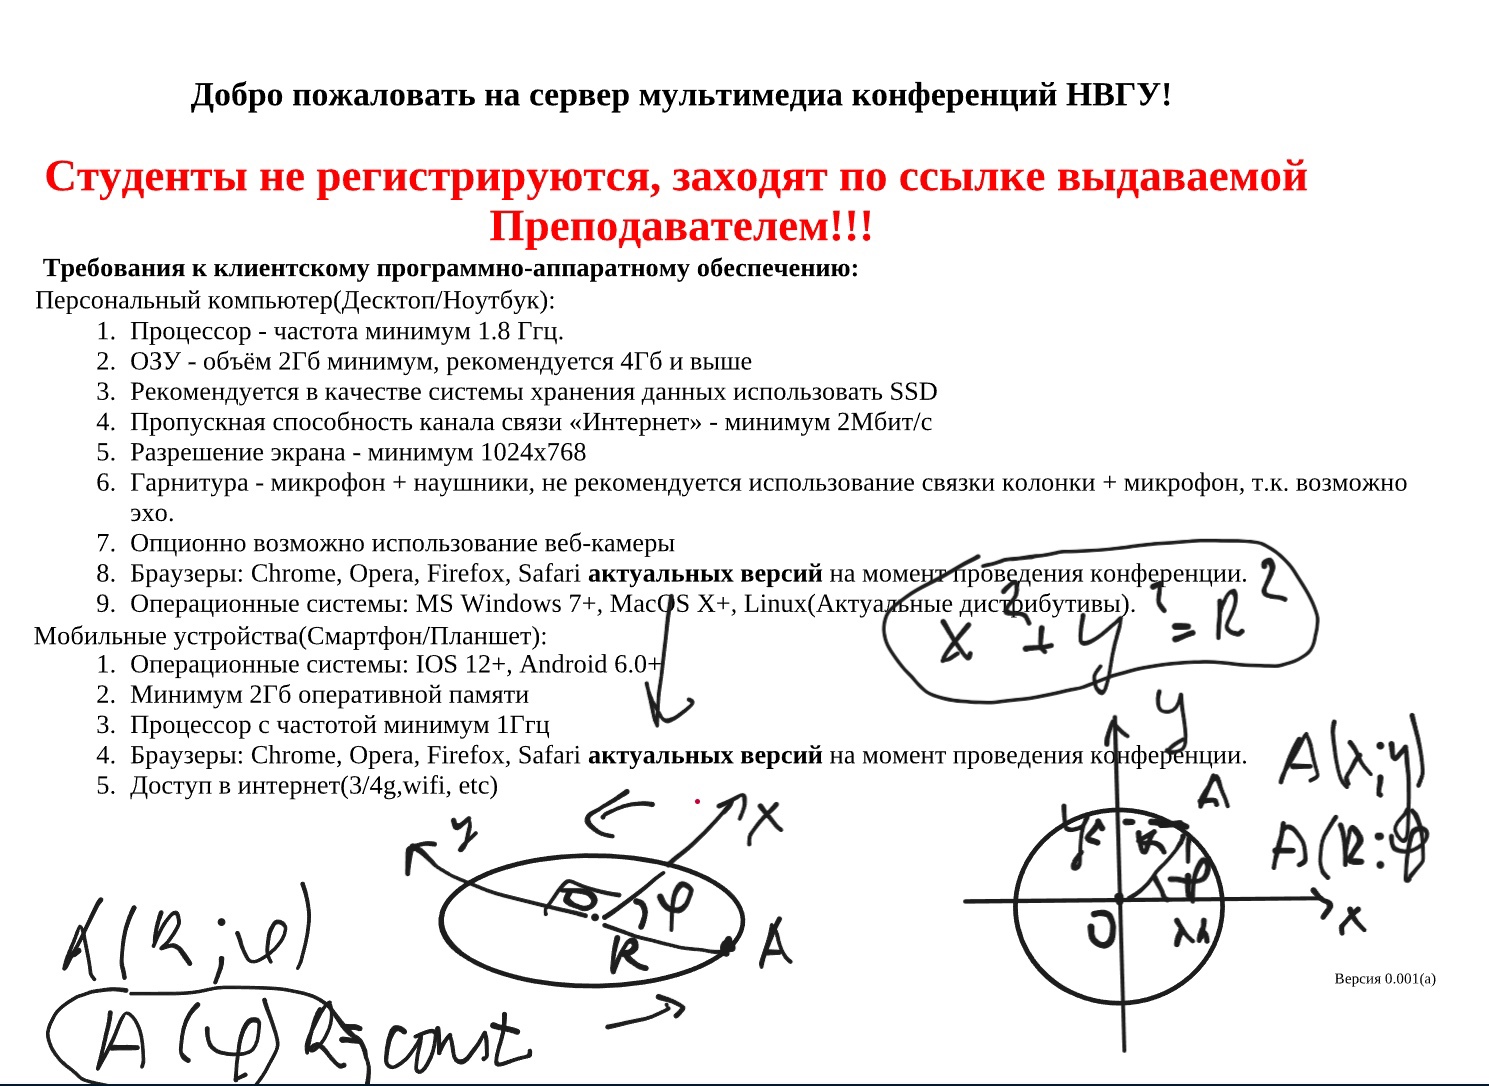 Добро пожаловать на сервер мультимедиа конференций НВГУ!
Студенты не регистрируются, заходят по ссылке выдаваемой
Преподавателем!!!
Требования к клиентскому программно-аппаратному обеспечению:
Персональный компьютер(Десктоп/Ноутбук):
1. Процессор - частота минимум 1.8 Ггц.
2. ОЗУ - объём 2Гб минимум, рекомендуется 4Гб и выше
3. Рекомендуется в качестве системы хранения данных использовать SSD
4. Пропускная способность канала связи «Интернет» - минимум 2Мбит/с
5. Разрешение экрана - минимум 1024x768
6. Гарнитура - микрофон + наушники, не рекомендуется использование связки колонки + микрофон, т.к. возможно
эхо.
7. Опционно возможно использование веб-камеры
8. Браузеры: Chrome, Opera, Firefox, Safari актуальных версий на момент проведения конференции.
9. Операционные системы: MS Windows 7+, MacOS X+, Linux(Актуальные дистрибутивы).
x² + y² = R²
Мобильные устройства(Смартфон/Планшет):
1. Операционные системы: IOS 12+, Android 6.0+
2. Минимум 2Гб оперативной памяти
3. Процессор с частотой минимум 1Ггц
4. Браузеры: Chrome, Opera, Firefox, Safari актуальных версий на момент проведения конференции.
5. Доступ в интернет(3/4g,wifi, etc)
y
A(x;y)
A
y
x
A(R;φ
R
φ
O
x
φ
R
A
A(R;φ)
Версия 0.001(a)
A(φ) R=const